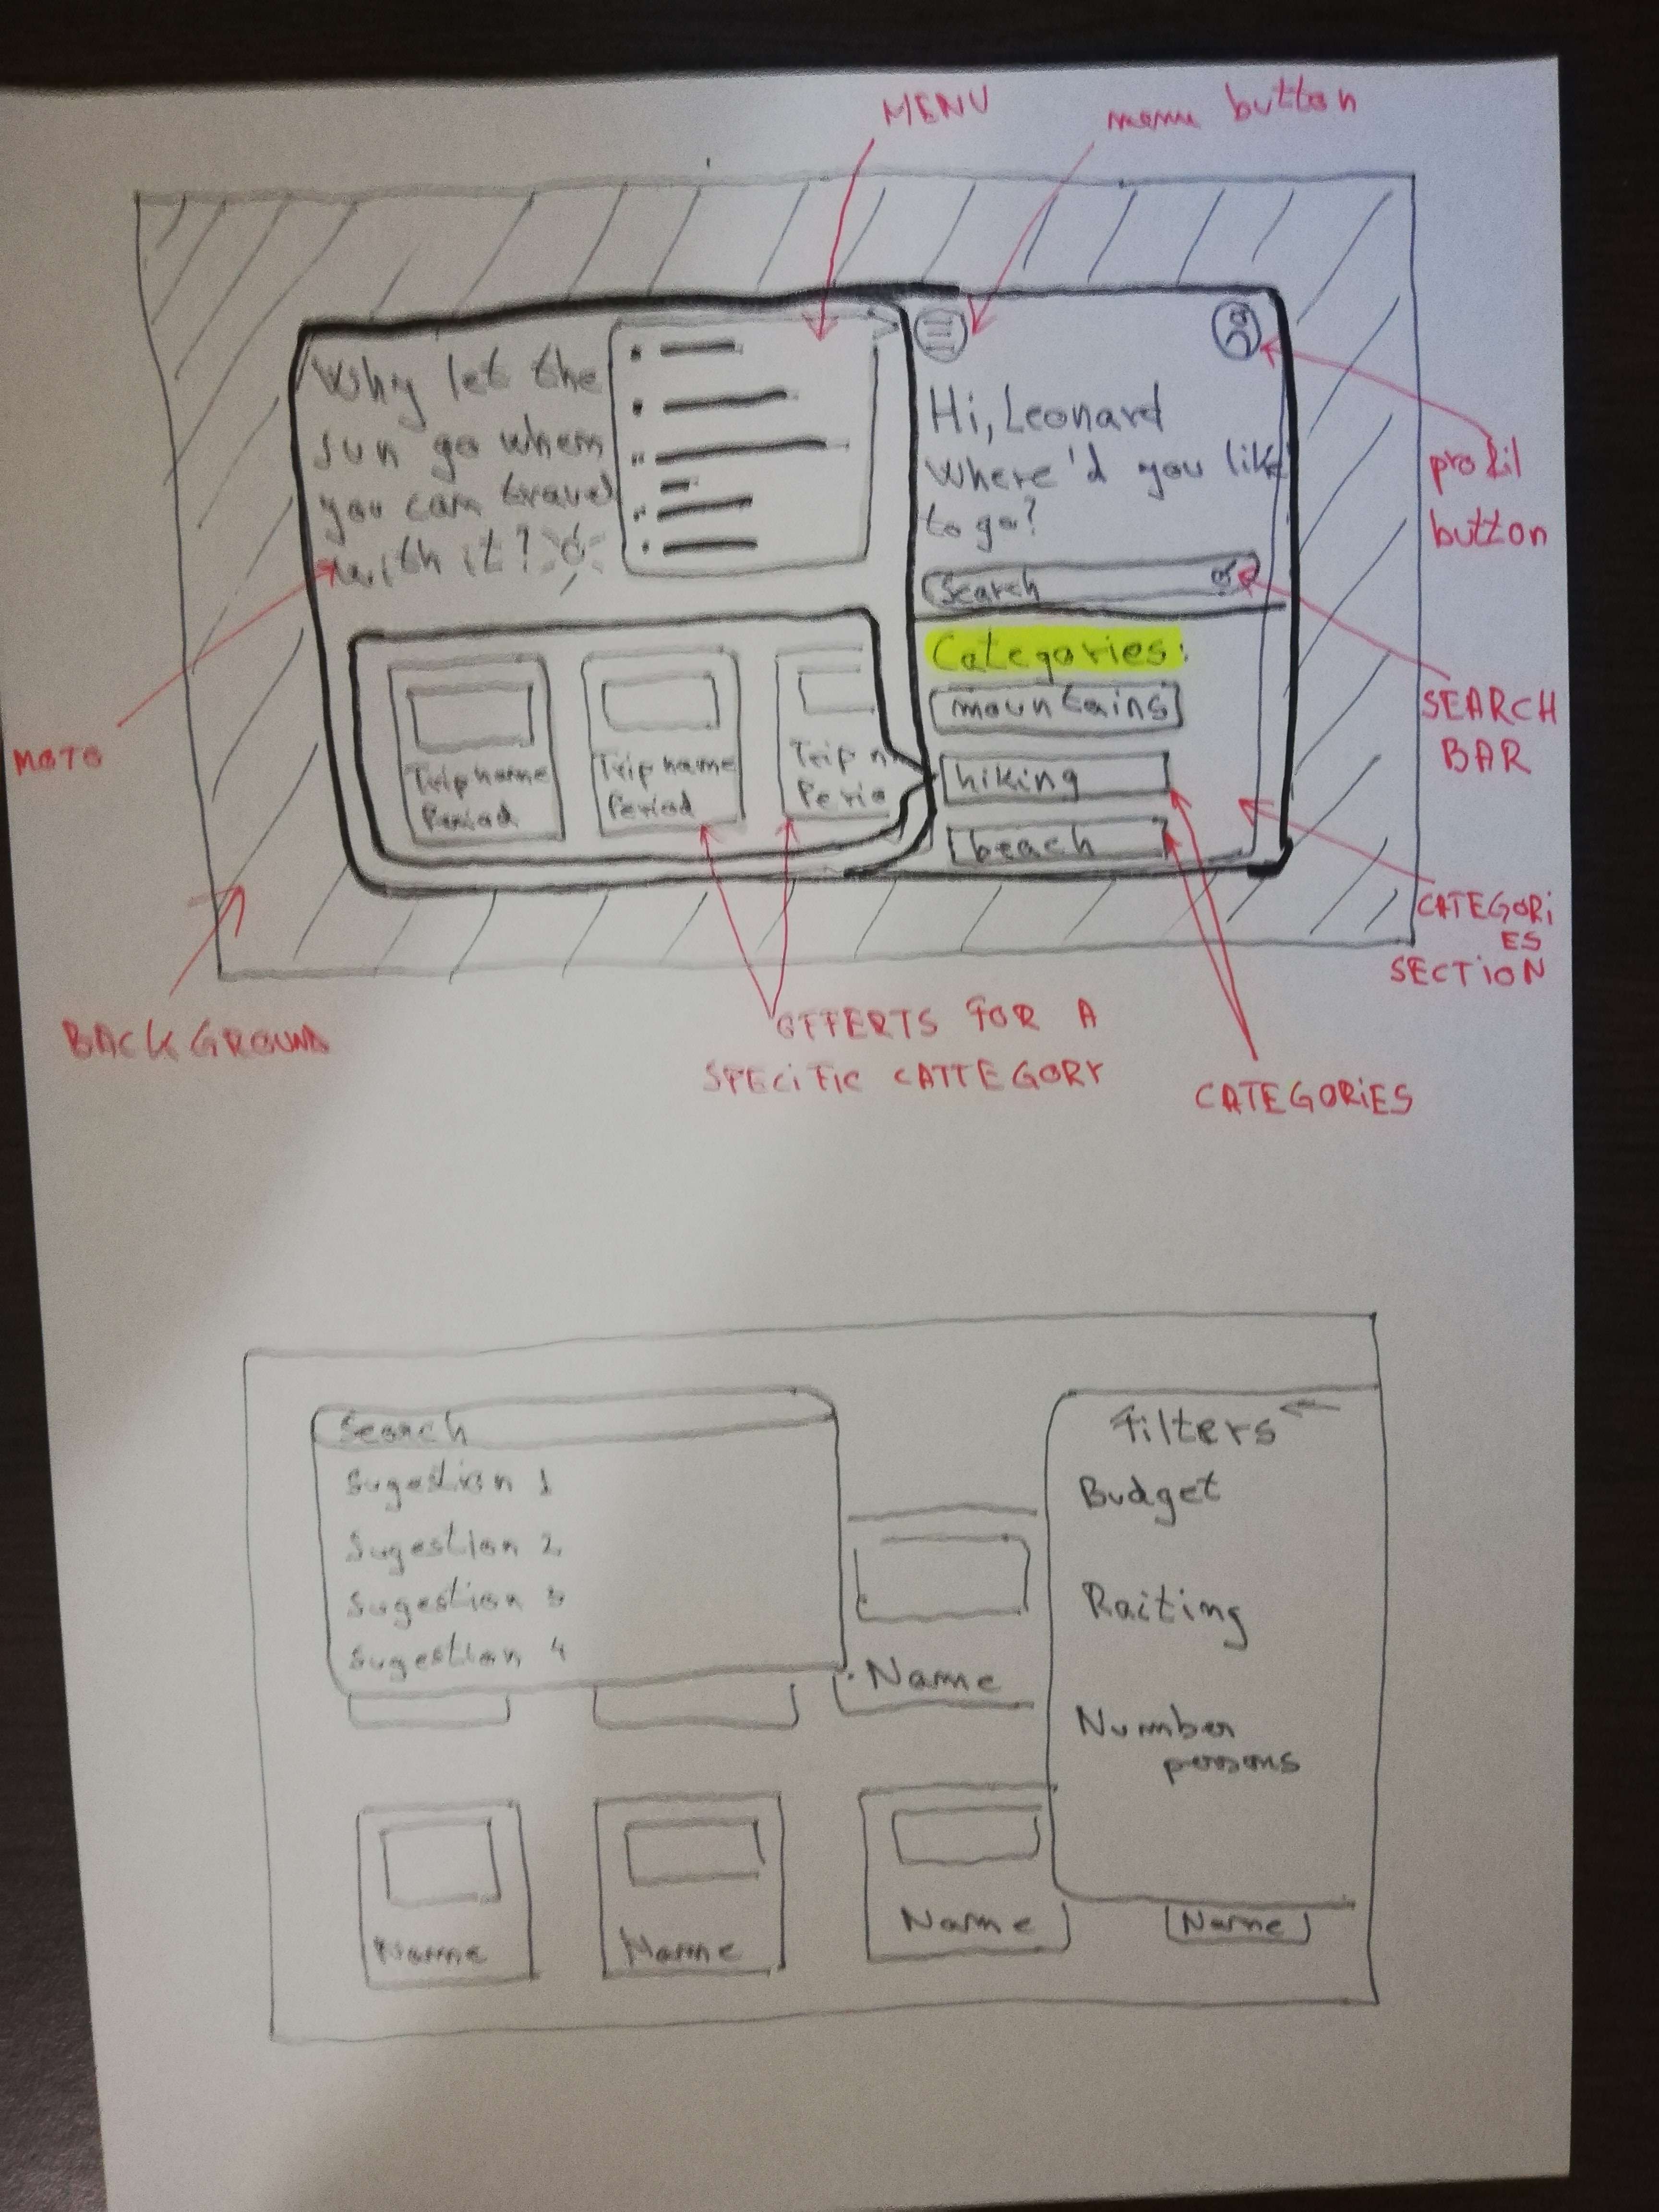 MENU
menu button
Why let the
sun go when
you can travel
with it?
Hi, Leonard
Where'd you like
to go?
Search
profil
button
Categories:
mountains
hiking
beach
SEARCH
BAR
MOTO
Trip name
Period
Trip name
Period
Trip n
Perio
CATEGORI
ES
SECTION
BACKGROUND
OFFERTS FOR A
SPECIFIC CATTEGORY
CATEGORIES
Search
Sugestion 1
Sugestion 2
Sugestion 3
Sugestion 4
Filters
Budget
Raiting
Number
persons
Name
Name
Name
Name
Name